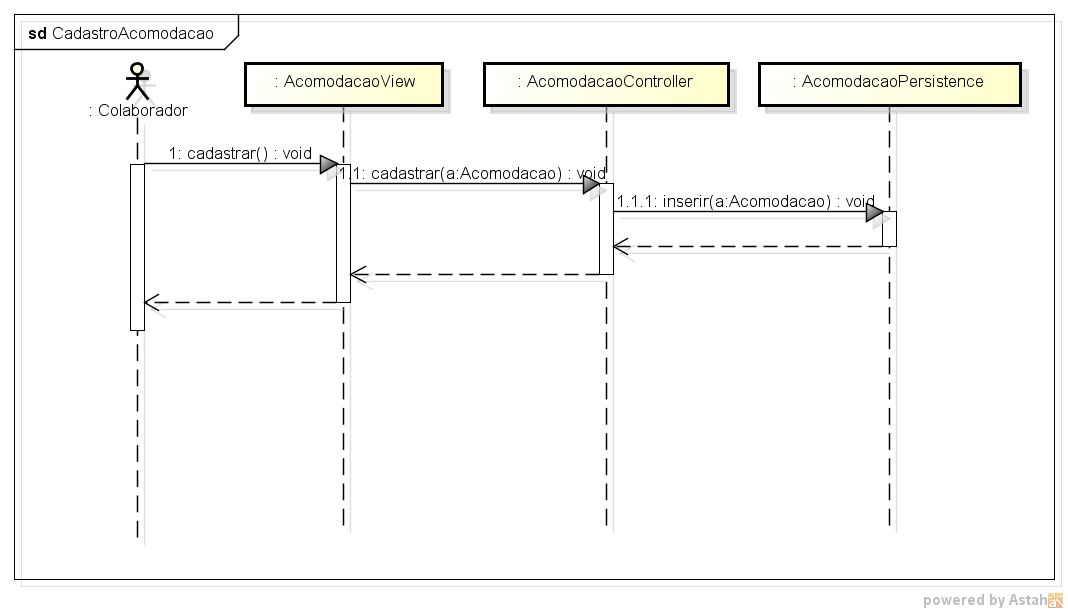 sd CadastroAcomodacao
: Colaborador
: AcomodacaoView
: AcomodacaoController
: AcomodacaoPersistence
1: cadastrar() : void
1.1: cadastrar(a:Acomodacao) : void
1.1.1: inserir(a:Acomodacao) : void
powered by Astah